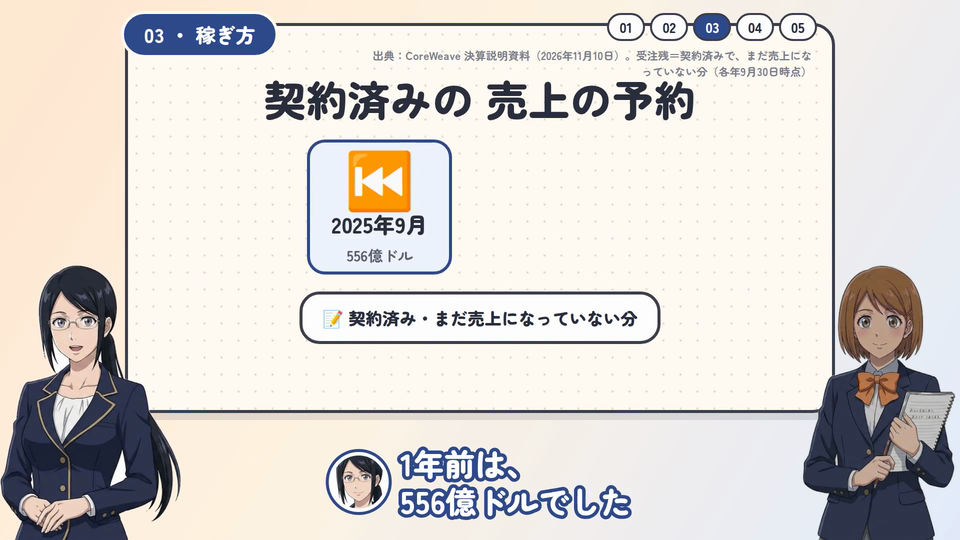 03 ・ 稼ぎ方
01 02 03 04 05
出典：CoreWeave 決算説明資料（2026年11月10日）。受注残＝契約済みで、まだ売上にな
っていない分（各年9月30日時点）
契約済みの 売上の予約
2025年9月
556億ドル
契約済み・まだ売上になっていない分
1年前は、
556億ドルでした